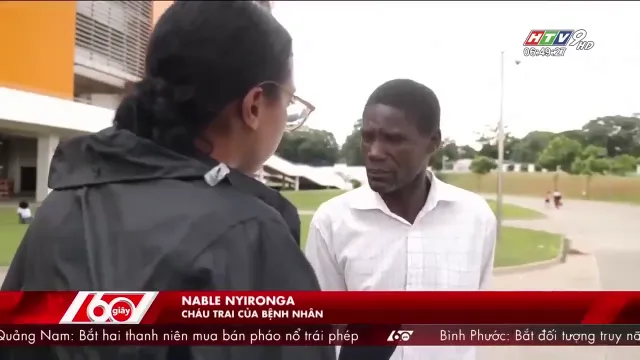 HTV9 HD
06:49:27
60 giây
NABLE NYIRONGA
CHÁU TRAI CỦA BỆNH NHÂN
Quảng Nam: Bắt hai thanh niên mua bán pháo nổ trái phép 60 Bình Phước: Bắt đối tượng truy nã